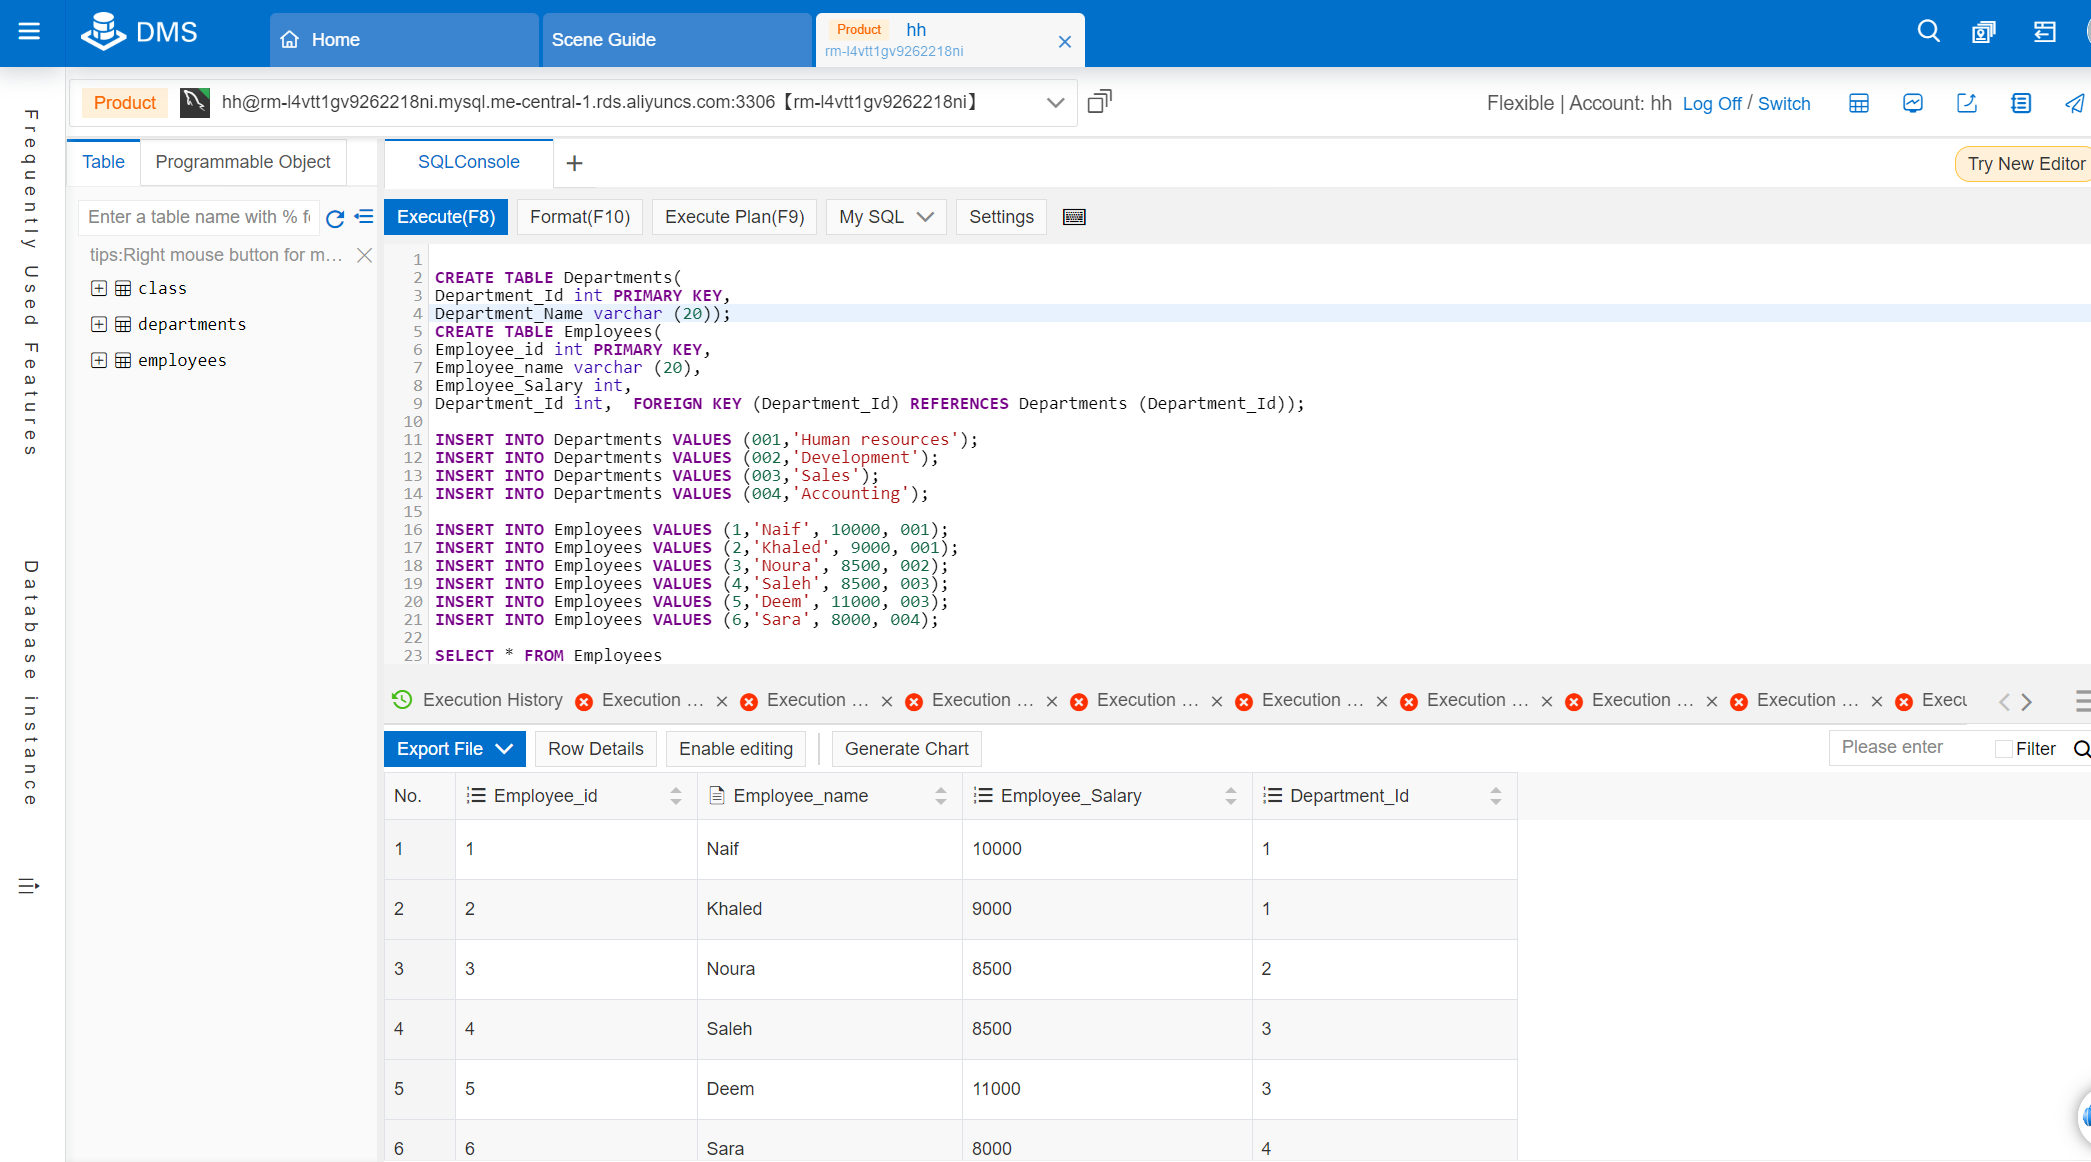 DMS
Home
Scene Guide
Product hh
rm-l4vtt1gv9262218ni
Product
hh@rm-l4vtt1gv9262218ni.mysql.me-central-1.rds.aliyuncs.com:3306【rm-l4vtt1gv9262218ni】
Flexible | Account: hh Log Off / Switch
Frequently Used Features
Database instance
Table
Programmable Object
SQLConsole
Try New Editor
Enter a table name with % f
tips:Right mouse button for m...
class
departments
employees
Execute(F8)
Format(F10)
Execute Plan(F9)
My SQL
Settings
1
2 CREATE TABLE Departments(
3 Department_Id int PRIMARY KEY,
4 Department_Name varchar (20));
5 CREATE TABLE Employees(
6 Employee_id int PRIMARY KEY,
7 Employee_name varchar (20),
8 Employee_Salary int,
9 Department_Id int,  FOREIGN KEY (Department_Id) REFERENCES Departments (Department_Id));
10
11 INSERT INTO Departments VALUES (001,'Human resources');
12 INSERT INTO Departments VALUES (002,'Development');
13 INSERT INTO Departments VALUES (003,'Sales');
14 INSERT INTO Departments VALUES (004,'Accounting');
15
16 INSERT INTO Employees VALUES (1,'Naif', 10000, 001);
17 INSERT INTO Employees VALUES (2,'Khaled', 9000, 001);
18 INSERT INTO Employees VALUES (3,'Noura', 8500, 002);
19 INSERT INTO Employees VALUES (4,'Saleh', 8500, 003);
20 INSERT INTO Employees VALUES (5,'Deem', 11000, 003);
21 INSERT INTO Employees VALUES (6,'Sara', 8000, 004);
22
23 SELECT * FROM Employees
Execution History Execution ... Execution ... Execution ... Execution ... Execution ... Execution ... Execution ... Execution ... Execu
Export File
Row Details
Enable editing
Generate Chart
Please enter
Filter
No. Employee_id Employee_name Employee_Salary Department_Id
1 1 Naif 10000 1
2 2 Khaled 9000 1
3 3 Noura 8500 2
4 4 Saleh 8500 3
5 5 Deem 11000 3
6 6 Sara 8000 4